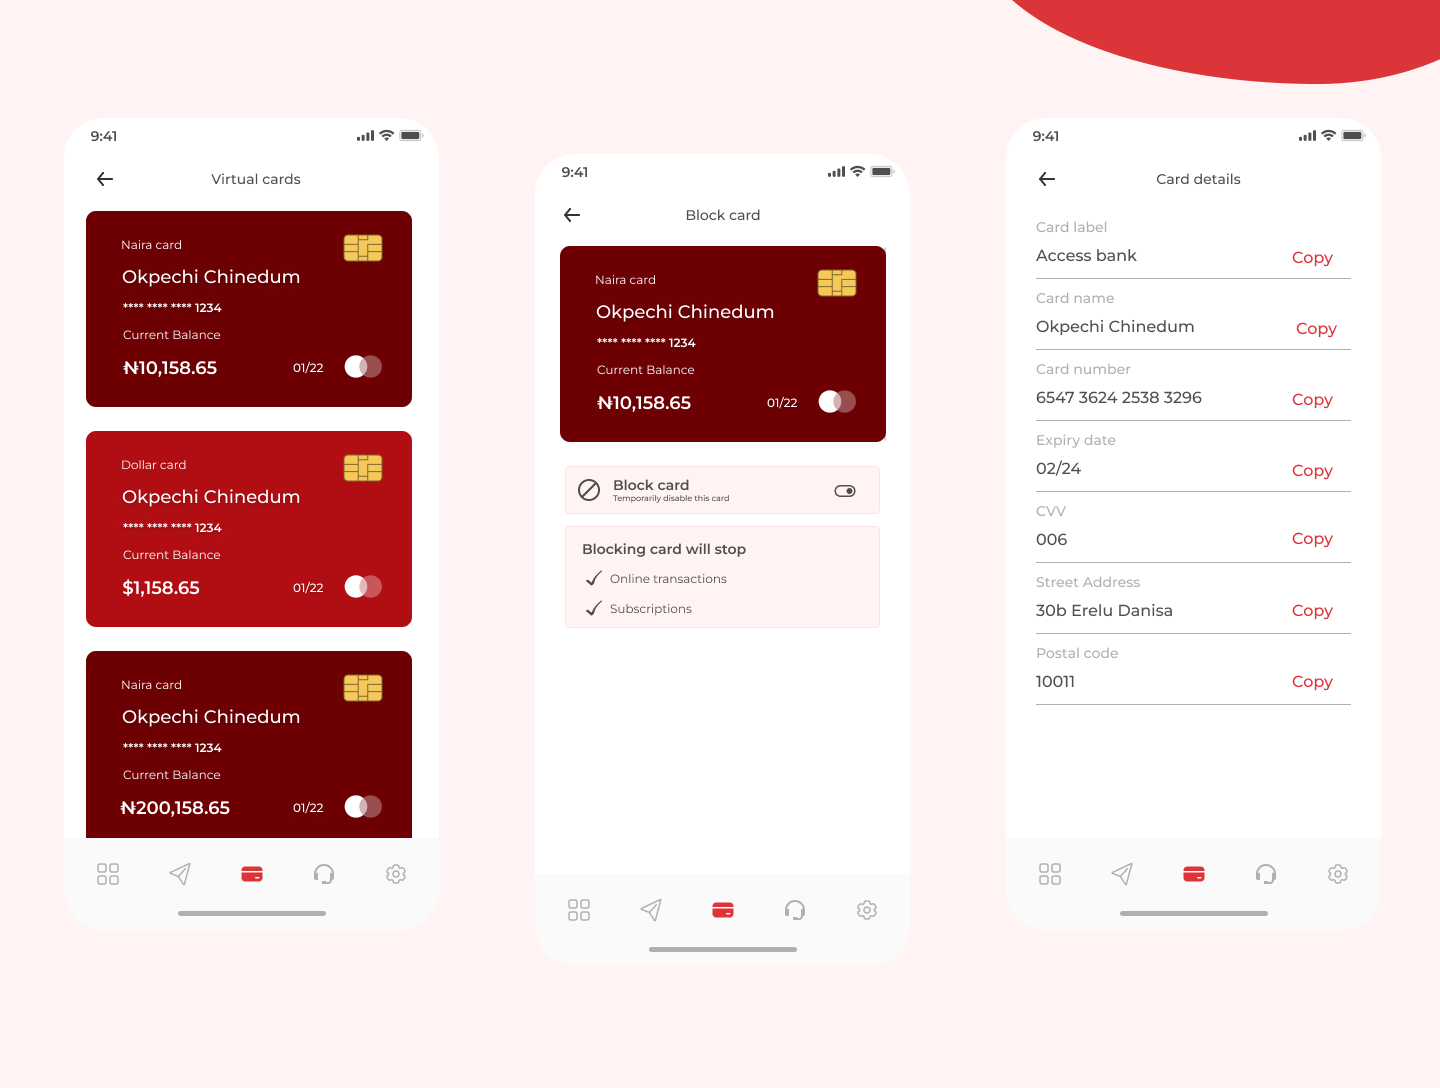 9:41
Virtual cards
Naira card
Okpechi Chinedum
**** **** **** 1234
Current Balance
₦10,158.65
01/22
Dollar card
Okpechi Chinedum
**** **** **** 1234
Current Balance
$1,158.65
01/22
Naira card
Okpechi Chinedum
**** **** **** 1234
Current Balance
₦200,158.65
01/22
9:41
Block card
Naira card
Okpechi Chinedum
**** **** **** 1234
Current Balance
₦10,158.65
01/22
Block card
Temporarily disable this card
Blocking card will stop
Online transactions
Subscriptions
9:41
Card details
Card label
Access bank
Copy
Card name
Okpechi Chinedum
Copy
Card number
6547 3624 2538 3296
Copy
Expiry date
02/24
Copy
CVV
006
Copy
Street Address
30b Erelu Danisa
Copy
Postal code
10011
Copy